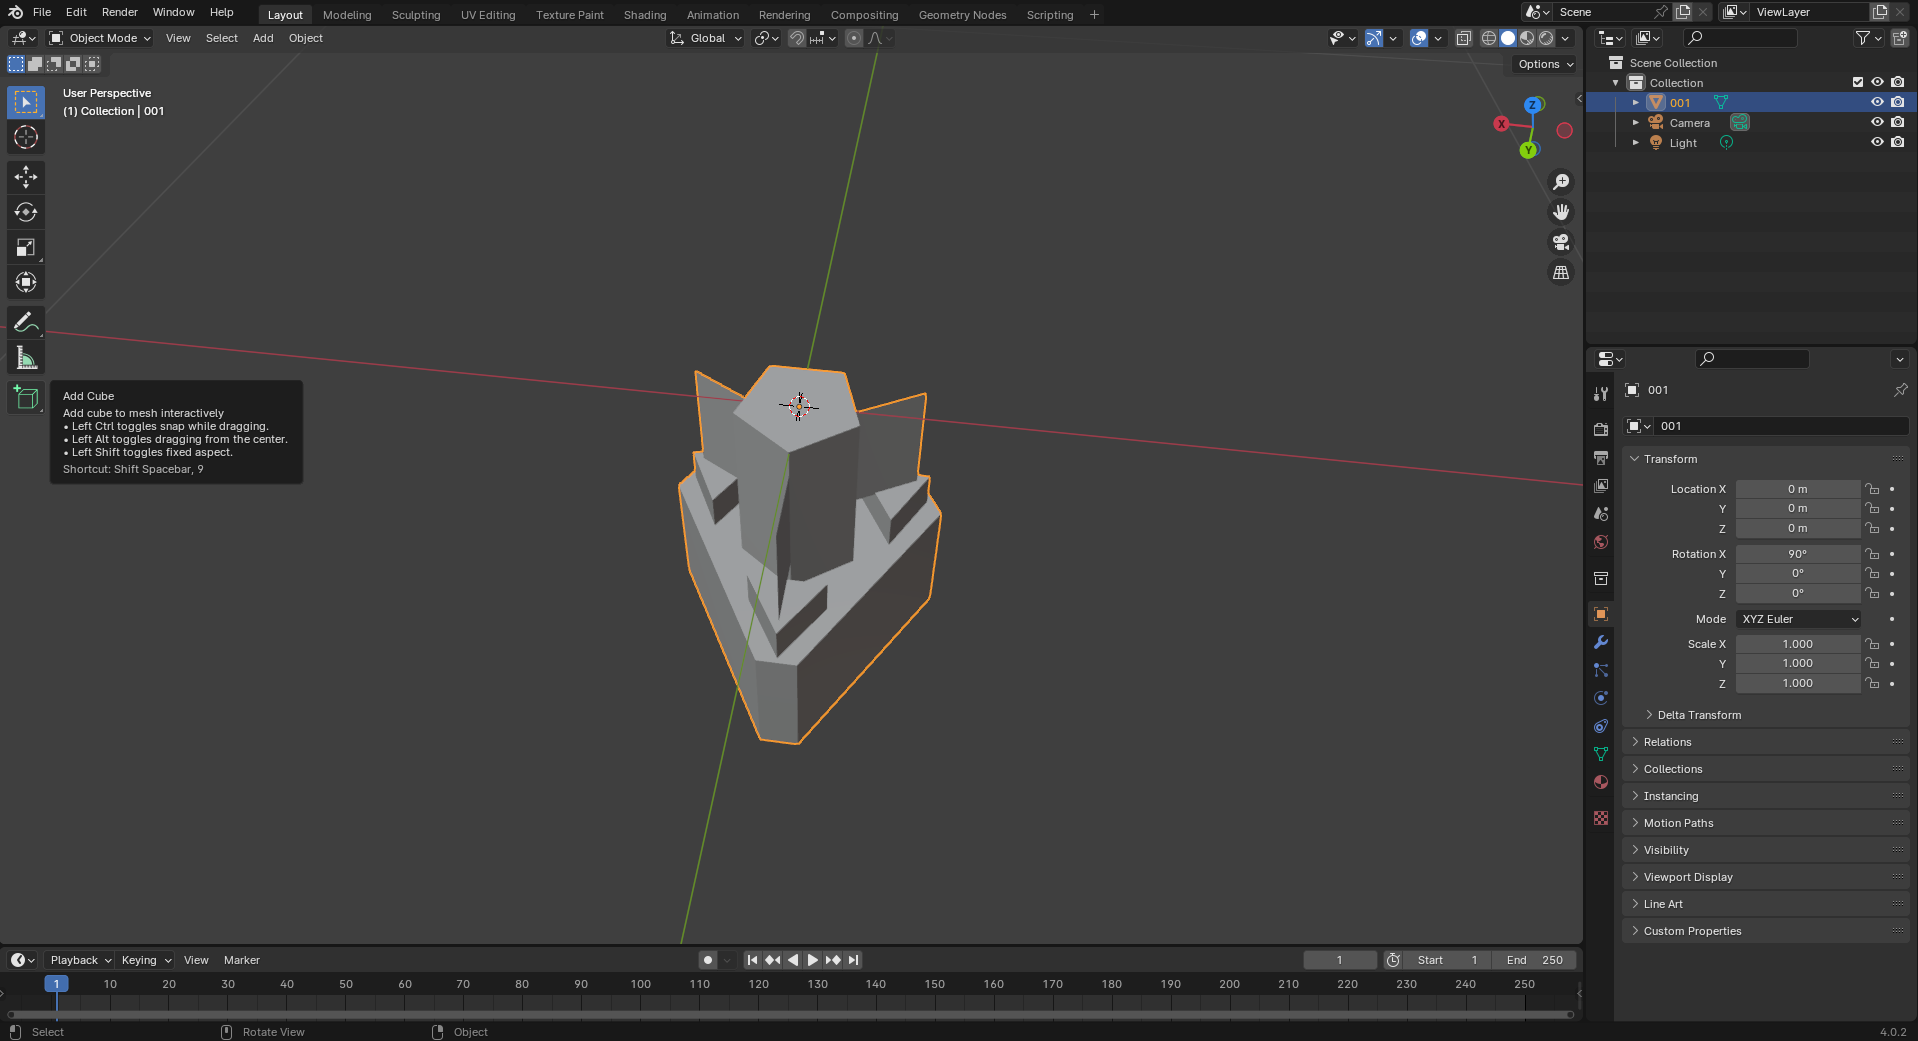 File Edit Render Window Help Layout Modeling Sculpting UV Editing Texture Paint Shading Animation Rendering Compositing Geometry Nodes Scripting + Scene ViewLayer
Object Mode View Select Add Object Global
Options
User Perspective
(1) Collection | 001
Z
X
Y
Add Cube
Add cube to mesh interactively
• Left Ctrl toggles snap while dragging.
• Left Alt toggles dragging from the center.
• Left Shift toggles fixed aspect.
Shortcut: Shift Spacebar, 9
Scene Collection
Collection
001
Camera
Light
001
001
Transform
Location X 0 m
Y 0 m
Z 0 m
Rotation X 90°
Y 0°
Z 0°
Mode XYZ Euler
Scale X 1.000
Y 1.000
Z 1.000
Delta Transform
Relations
Collections
Instancing
Motion Paths
Visibility
Viewport Display
Line Art
Custom Properties
Playback Keying View Marker 1 Start 1 End 250
1 10 20 30 40 50 60 70 80 90 100 110 120 130 140 150 160 170 180 190 200 210 220 230 240 250
Select Rotate View Object 4.0.2